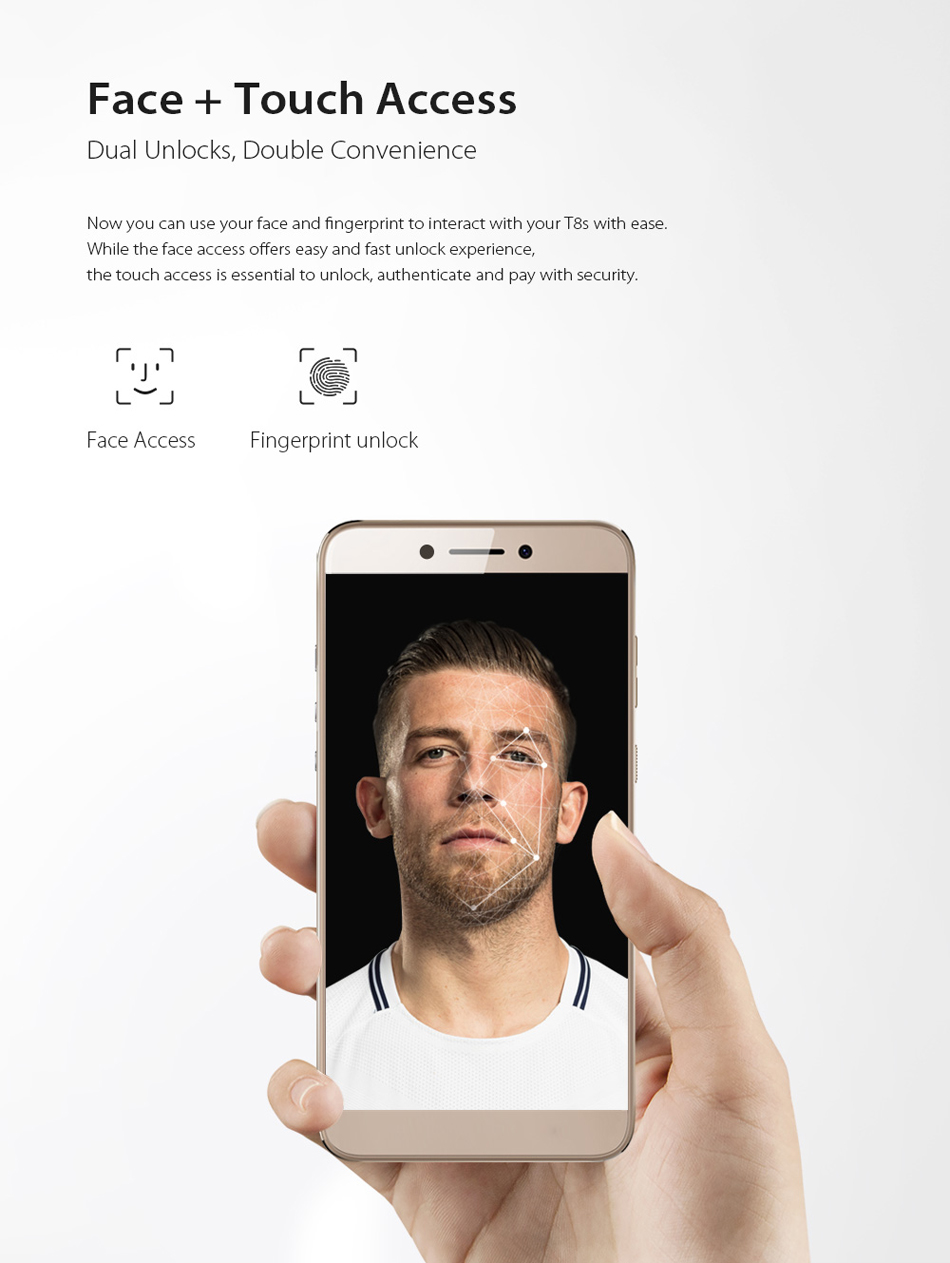 Face + Touch Access
Dual Unlocks, Double Convenience
Now you can use your face and fingerprint to interact with your T8s with ease.
While the face access offers easy and fast unlock experience,
the touch access is essential to unlock, authenticate and pay with security.
Face Access
Fingerprint unlock